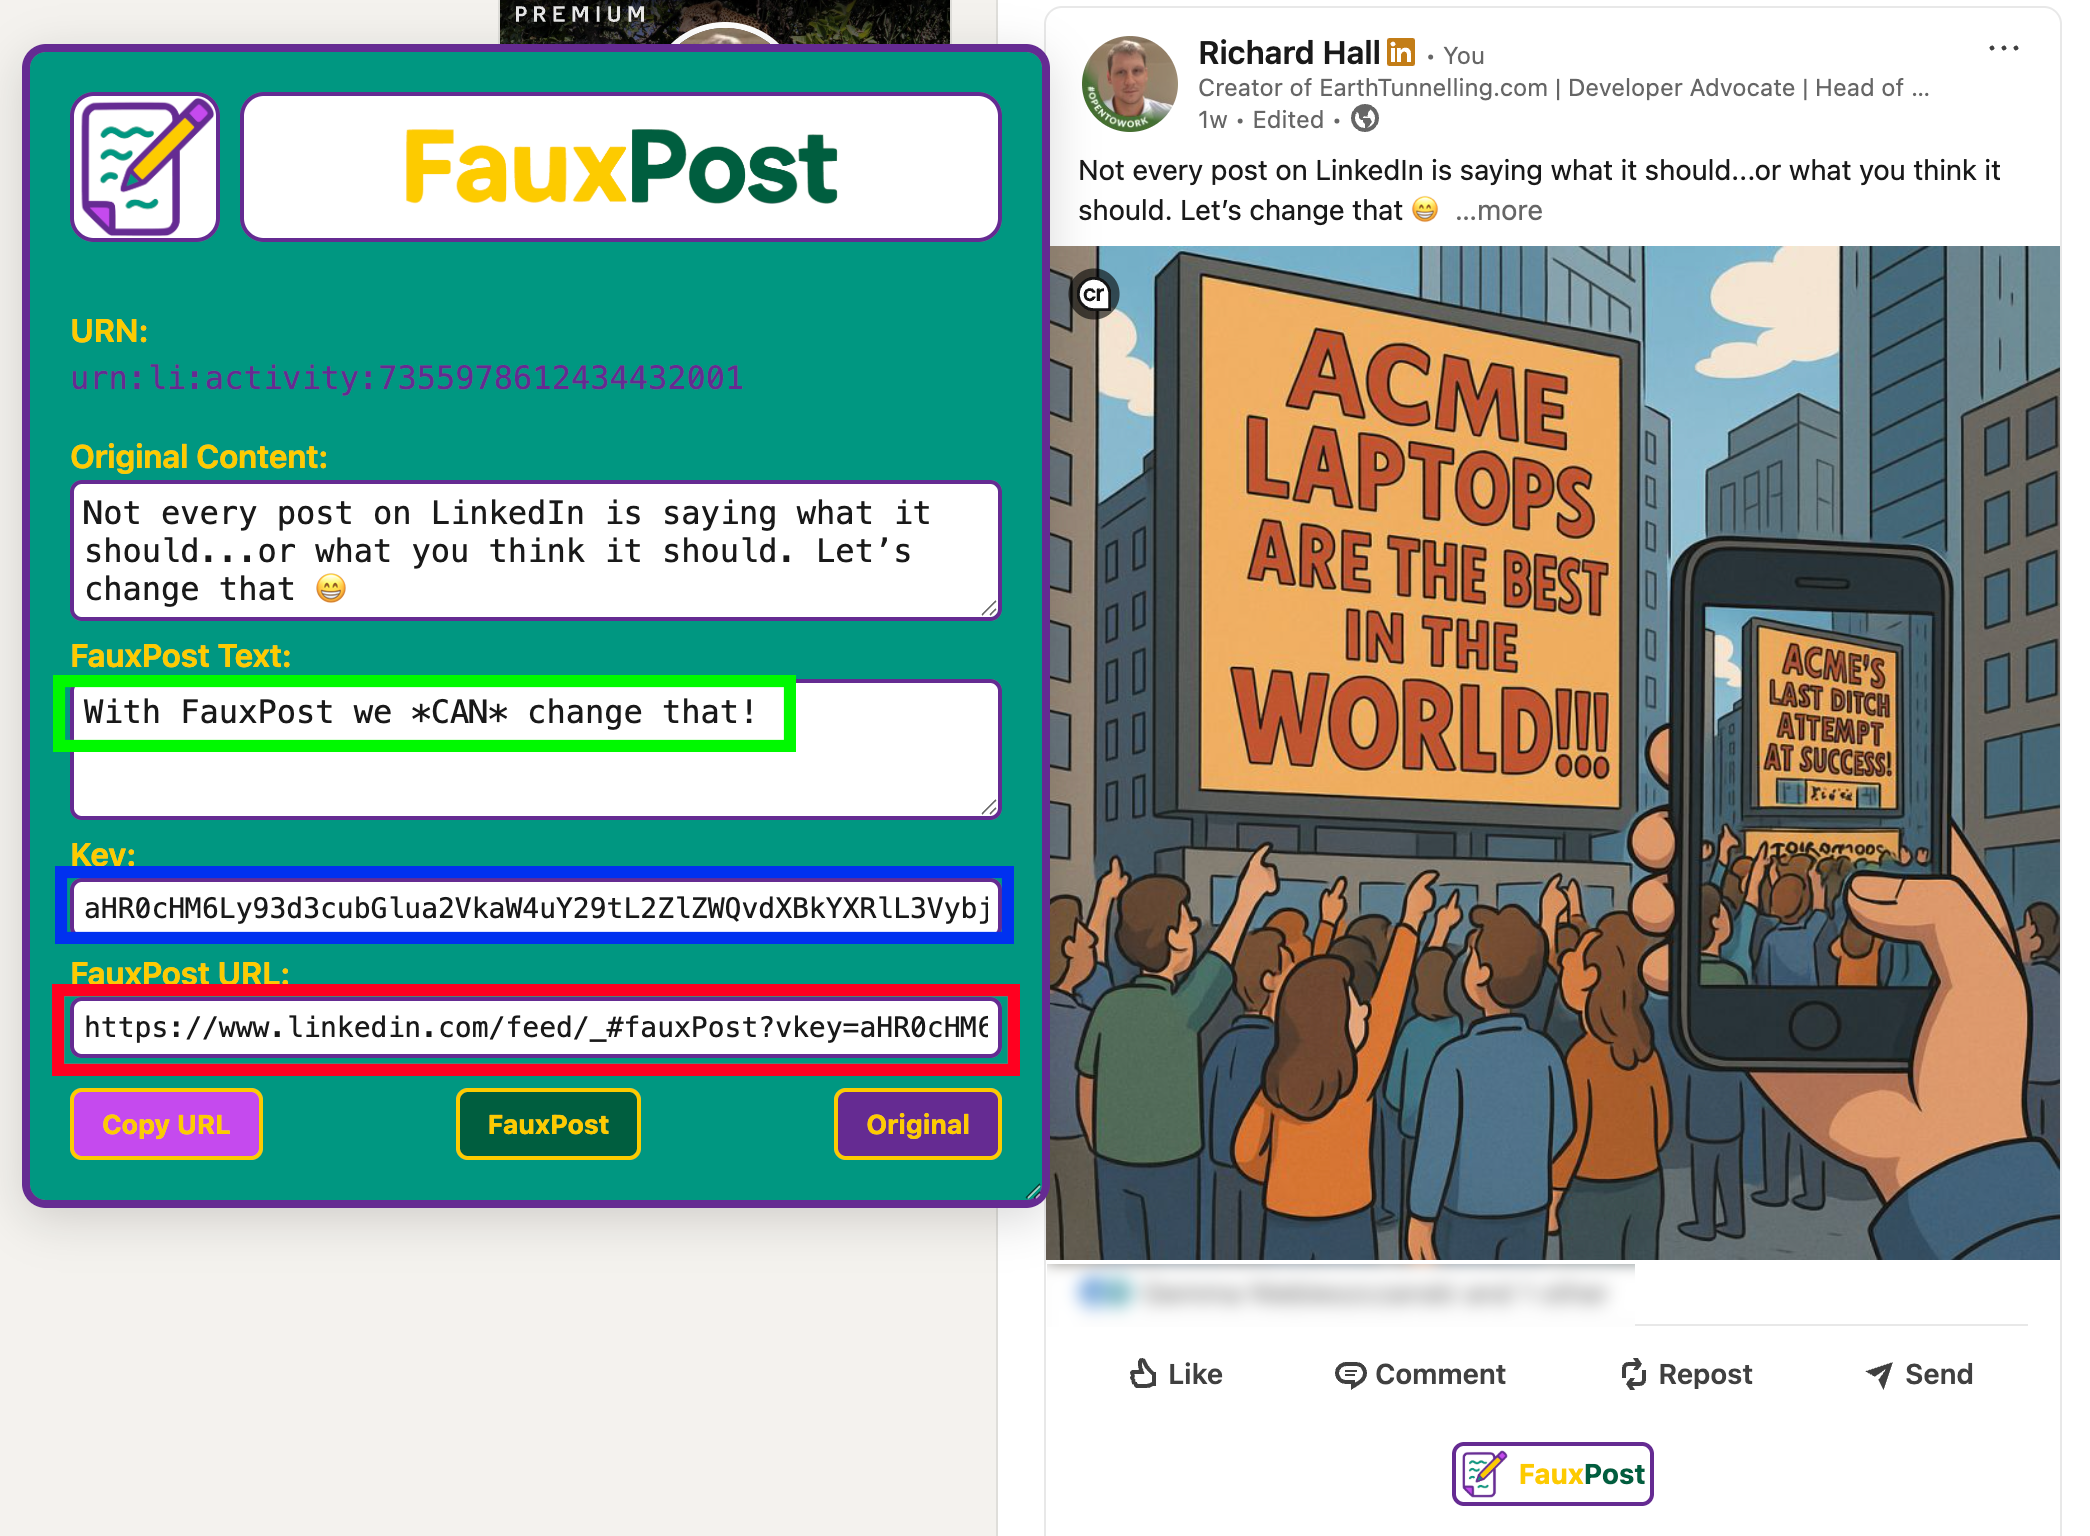 PREMIUM
FauxPost
URN:
urn:li:activity:7355978612434432001
Original Content:
Not every post on LinkedIn is saying what it
should...or what you think it should. Let’s
change that 😁
FauxPost Text:
With FauxPost we *CAN* change that!
Key:
aHR0cHM6Ly93d3cubGlua2VkaW4uY29tL2ZlZWQvdXBkYXRlL3Vybj
FauxPost URL:
https://www.linkedin.com/feed/_#fauxPost?vkey=aHR0cHM6
Copy URL
FauxPost
Original
Richard Hall in • You
Creator of EarthTunnelling.com | Developer Advocate | Head of ...
1w • Edited •
#OPENTOWORK
Not every post on LinkedIn is saying what it should...or what you think it
should. Let’s change that 😁 ...more
cr
ACME
LAPTOPS
ARE THE BEST
IN THE
WORLD!!!
ACME'S
LAST DITCH
ATTEMPT
AT SUCCESS!
Like
Comment
Repost
Send
FauxPost